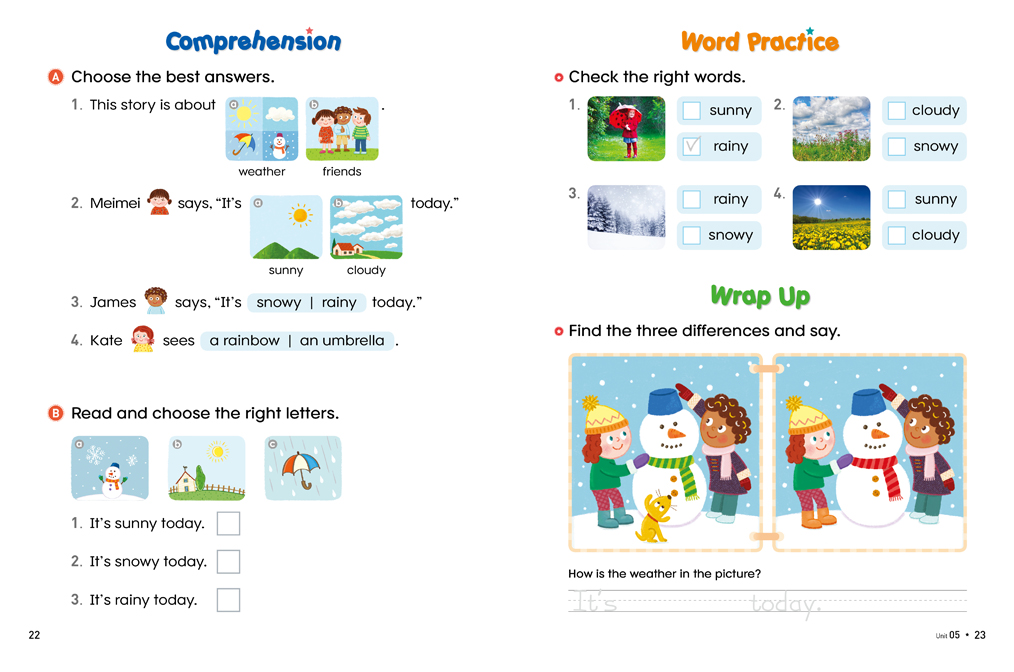 Comprehension
A Choose the best answers.
1. This story is about a b .
weather friends
2. Meimei says, “It’s a b today.”
sunny cloudy
3. James says, “It’s snowy | rainy today.”
4. Kate sees a rainbow | an umbrella .
B Read and choose the right letters.
a b c
1. It’s sunny today.
2. It’s snowy today.
3. It’s rainy today.
22
Word Practice
Check the right words.
1. sunny
rainy
2. cloudy
snowy
3. rainy
snowy
4. sunny
cloudy
Wrap Up
Find the three differences and say.
How is the weather in the picture?
It’s today.
Unit 05 • 23